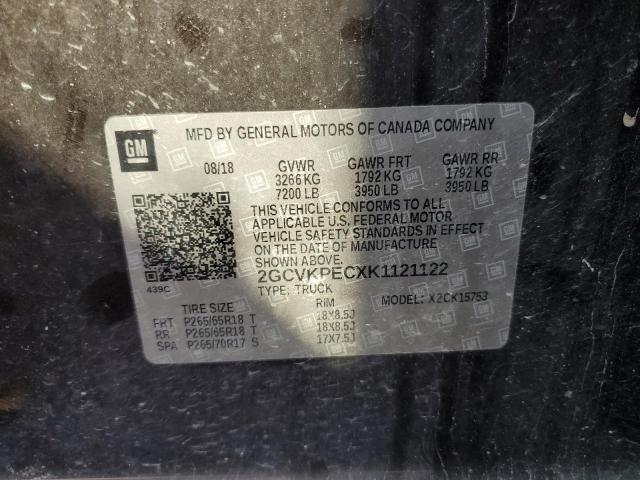 GM
MFD BY GENERAL MOTORS OF CANADA COMPANY
08/18 GVWR GAWR FRT GAWR RR
3266 KG 1792 KG 1792 KG
7200 LB 3950 LB 3950 LB
THIS VEHICLE CONFORMS TO ALL
APPLICABLE U.S. FEDERAL MOTOR
VEHICLE SAFETY STANDARDS IN EFFECT
ON THE DATE OF MANUFACTURE
SHOWN ABOVE.
439C
2GCVKPECXK1121122
TYPE: TRUCK MODEL: X2CK15753
TIRE SIZE RIM
FRT P265/65R18 T 18X8.5J
RR P265/65R18 T 18X8.5J
SPA P265/70R17 S 17X7.5J